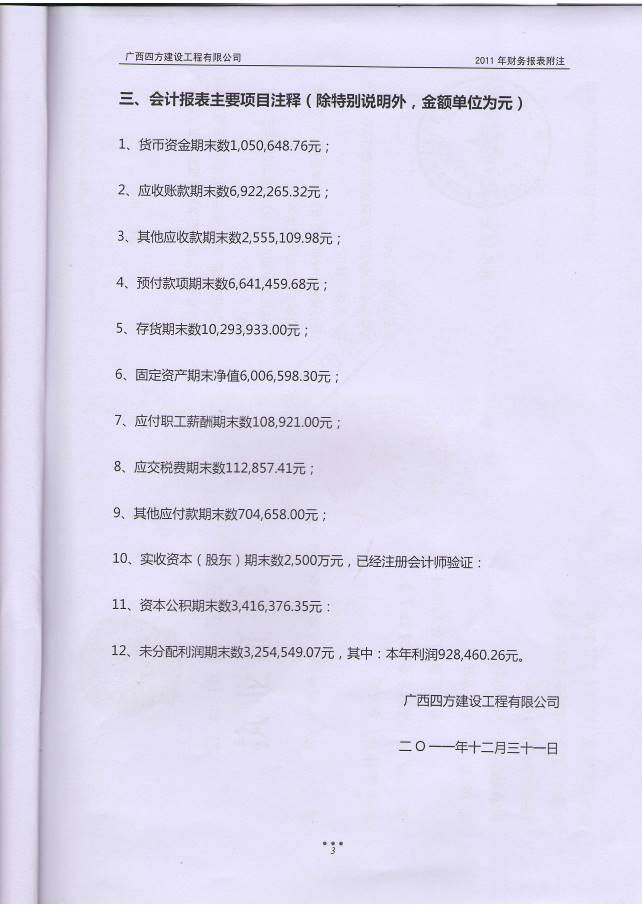 广西四方建设工程有限公司 2011年财务报表附注
三、会计报表主要项目注释（除特别说明外，金额单位为元）
1、货币资金期末数1,050,648.76元；
2、应收账款期末数6,922,265.32元；
3、其他应收款期末数2,555,109.98元；
4、预付款项期末数6,641,459.68元；
5、存货期末数10,293,933.00元；
6、固定资产期末净值6,006,598.30元；
7、应付职工薪酬期末数108,921.00元；
8、应交税费期末数112,857.41元；
9、其他应付款期末数704,658.00元；
10、实收资本（股东）期末数2,500万元，已经注册会计师验证：
11、资本公积期末数3,416,376.35元：
12、未分配利润期末数3,254,549.07元，其中：本年利润928,460.26元。
广西四方建设工程有限公司
二〇一一年十二月三十一日
3